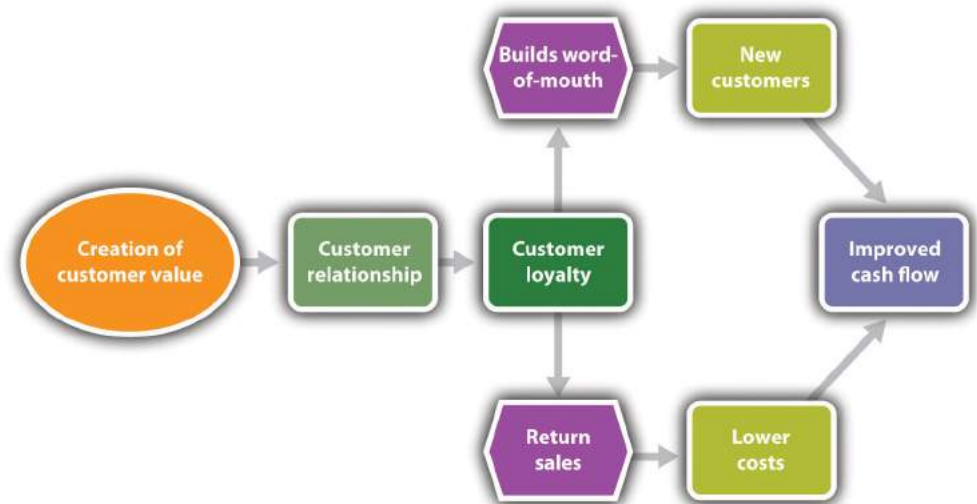 Builds word-
of-mouth
New
customers
Creation of
customer value
Customer
relationship
Customer
loyalty
Improved
cash flow
Return
sales
Lower
costs